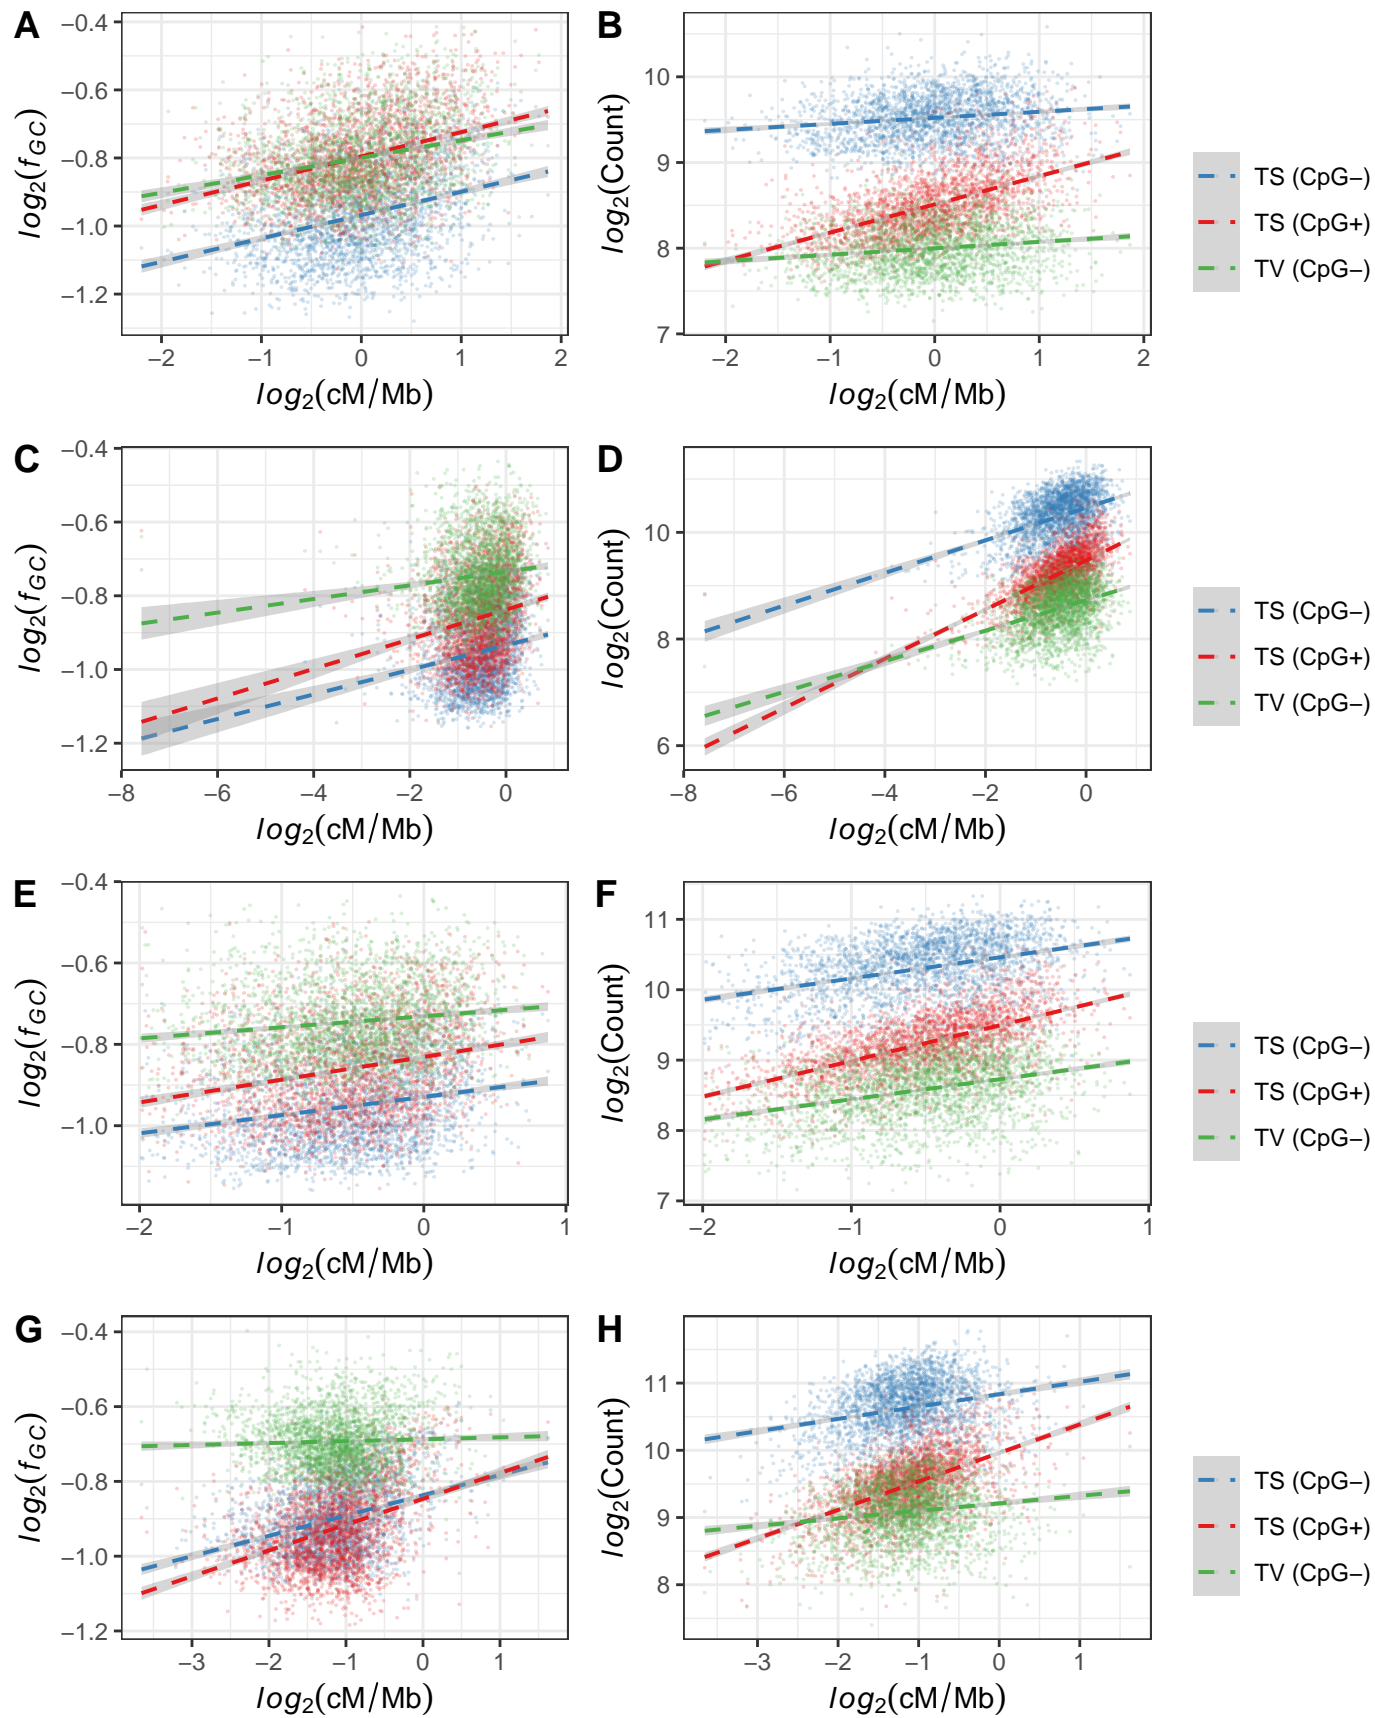 A
−0.4
−0.6
−0.8
−1.0
−1.2
log2(fGC)
−2 −1 0 1 2
log2(cM/Mb)
B
10
9
8
7
log2(Count)
−2 −1 0 1 2
log2(cM/Mb)
TS (CpG−)
TS (CpG+)
TV (CpG−)
C
−0.4
−0.6
−0.8
−1.0
−1.2
log2(fGC)
−8 −6 −4 −2 0
log2(cM/Mb)
D
10
8
6
log2(Count)
−8 −6 −4 −2 0
log2(cM/Mb)
TS (CpG−)
TS (CpG+)
TV (CpG−)
E
−0.4
−0.6
−0.8
−1.0
log2(fGC)
−2 −1 0 1
log2(cM/Mb)
F
11
10
9
8
7
log2(Count)
−2 −1 0 1
log2(cM/Mb)
TS (CpG−)
TS (CpG+)
TV (CpG−)
G
−0.4
−0.6
−0.8
−1.0
−1.2
log2(fGC)
−3 −2 −1 0 1
log2(cM/Mb)
H
11
10
9
8
log2(Count)
−3 −2 −1 0 1
log2(cM/Mb)
TS (CpG−)
TS (CpG+)
TV (CpG−)